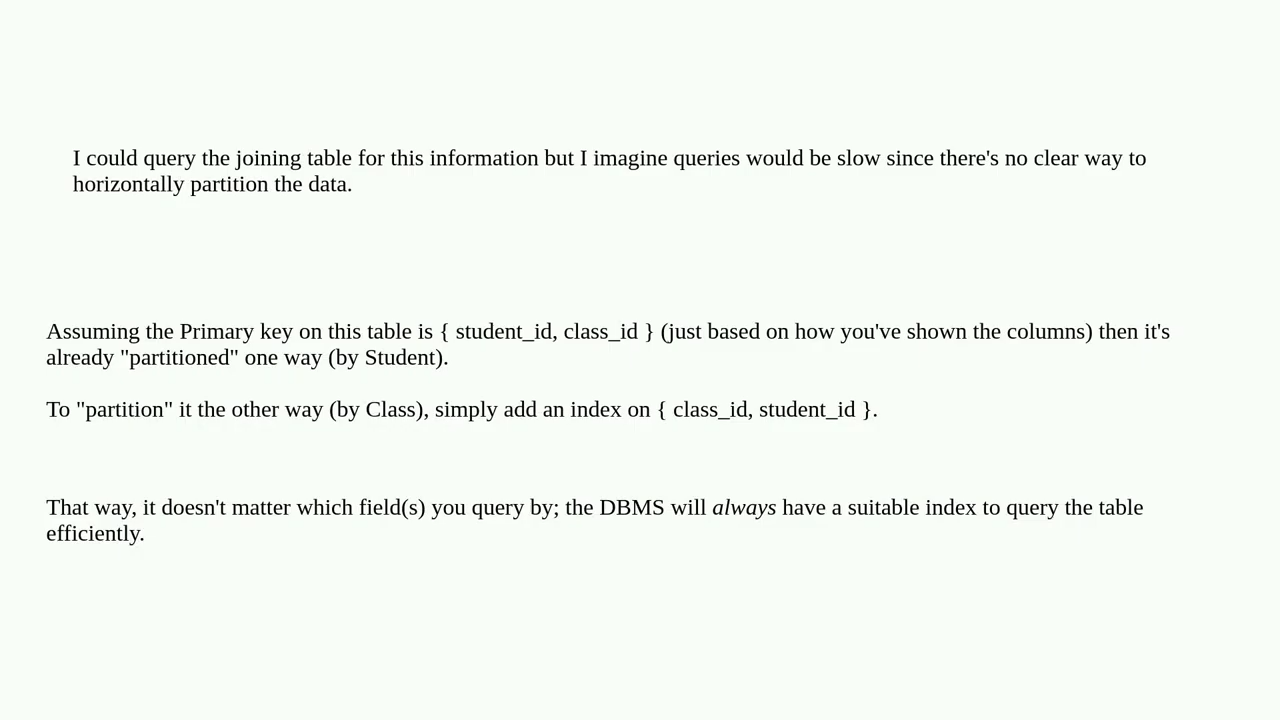 I could query the joining table for this information but I imagine queries would be slow since there's no clear way to
horizontally partition the data.
Assuming the Primary key on this table is { student_id, class_id } (just based on how you've shown the columns) then it's
already "partitioned" one way (by Student).
To "partition" it the other way (by Class), simply add an index on { class_id, student_id }.
That way, it doesn't matter which field(s) you query by; the DBMS will always have a suitable index to query the table
efficiently.